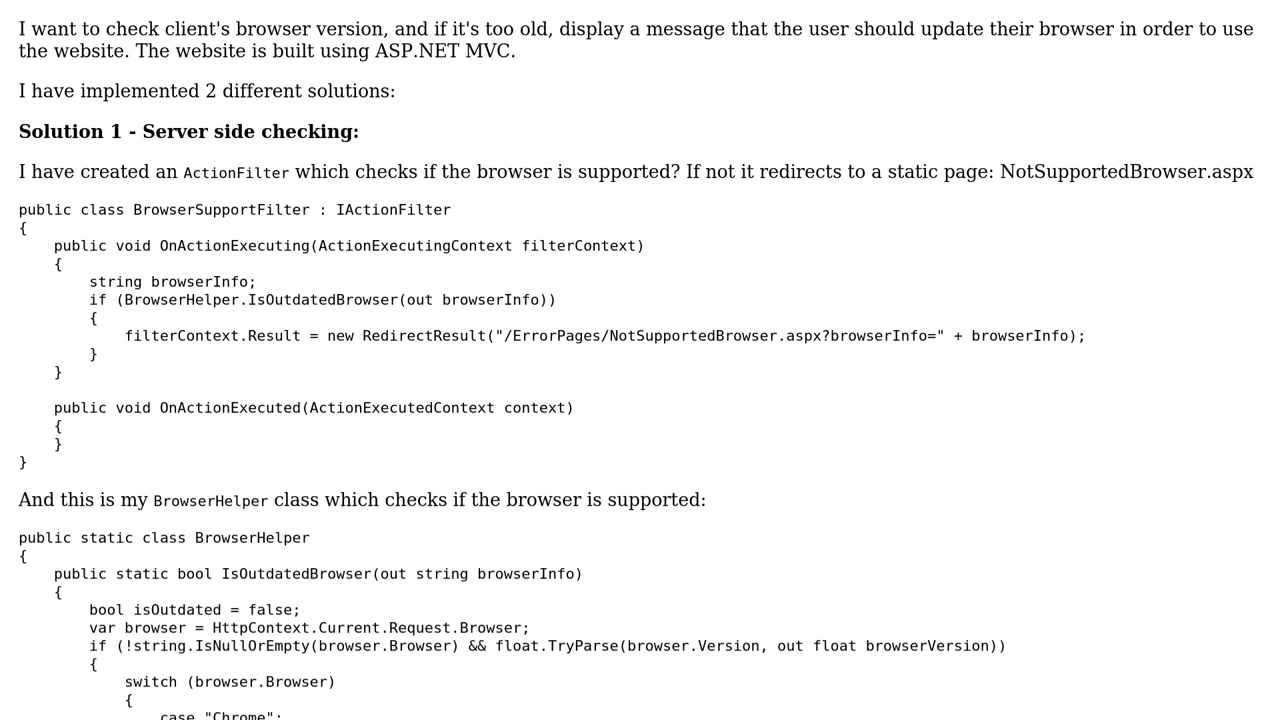 I want to check client's browser version, and if it's too old, display a message that the user should update their browser in order to use
the website. The website is built using ASP.NET MVC.
I have implemented 2 different solutions:
Solution 1 - Server side checking:
I have created an ActionFilter which checks if the browser is supported? If not it redirects to a static page: NotSupportedBrowser.aspx
public class BrowserSupportFilter : IActionFilter
{
    public void OnActionExecuting(ActionExecutingContext filterContext)
    {
        string browserInfo;
        if (BrowserHelper.IsOutdatedBrowser(out browserInfo))
        {
            filterContext.Result = new RedirectResult("/ErrorPages/NotSupportedBrowser.aspx?browserInfo=" + browserInfo);
        }
    }
    public void OnActionExecuted(ActionExecutedContext context)
    {
    }
}
And this is my BrowserHelper class which checks if the browser is supported:
public static class BrowserHelper
{
    public static bool IsOutdatedBrowser(out string browserInfo)
    {
        bool isOutdated = false;
        var browser = HttpContext.Current.Request.Browser;
        if (!string.IsNullOrEmpty(browser.Browser) && float.TryParse(browser.Version, out float browserVersion))
        {
            switch (browser.Browser)
            {
                case "Chrome":